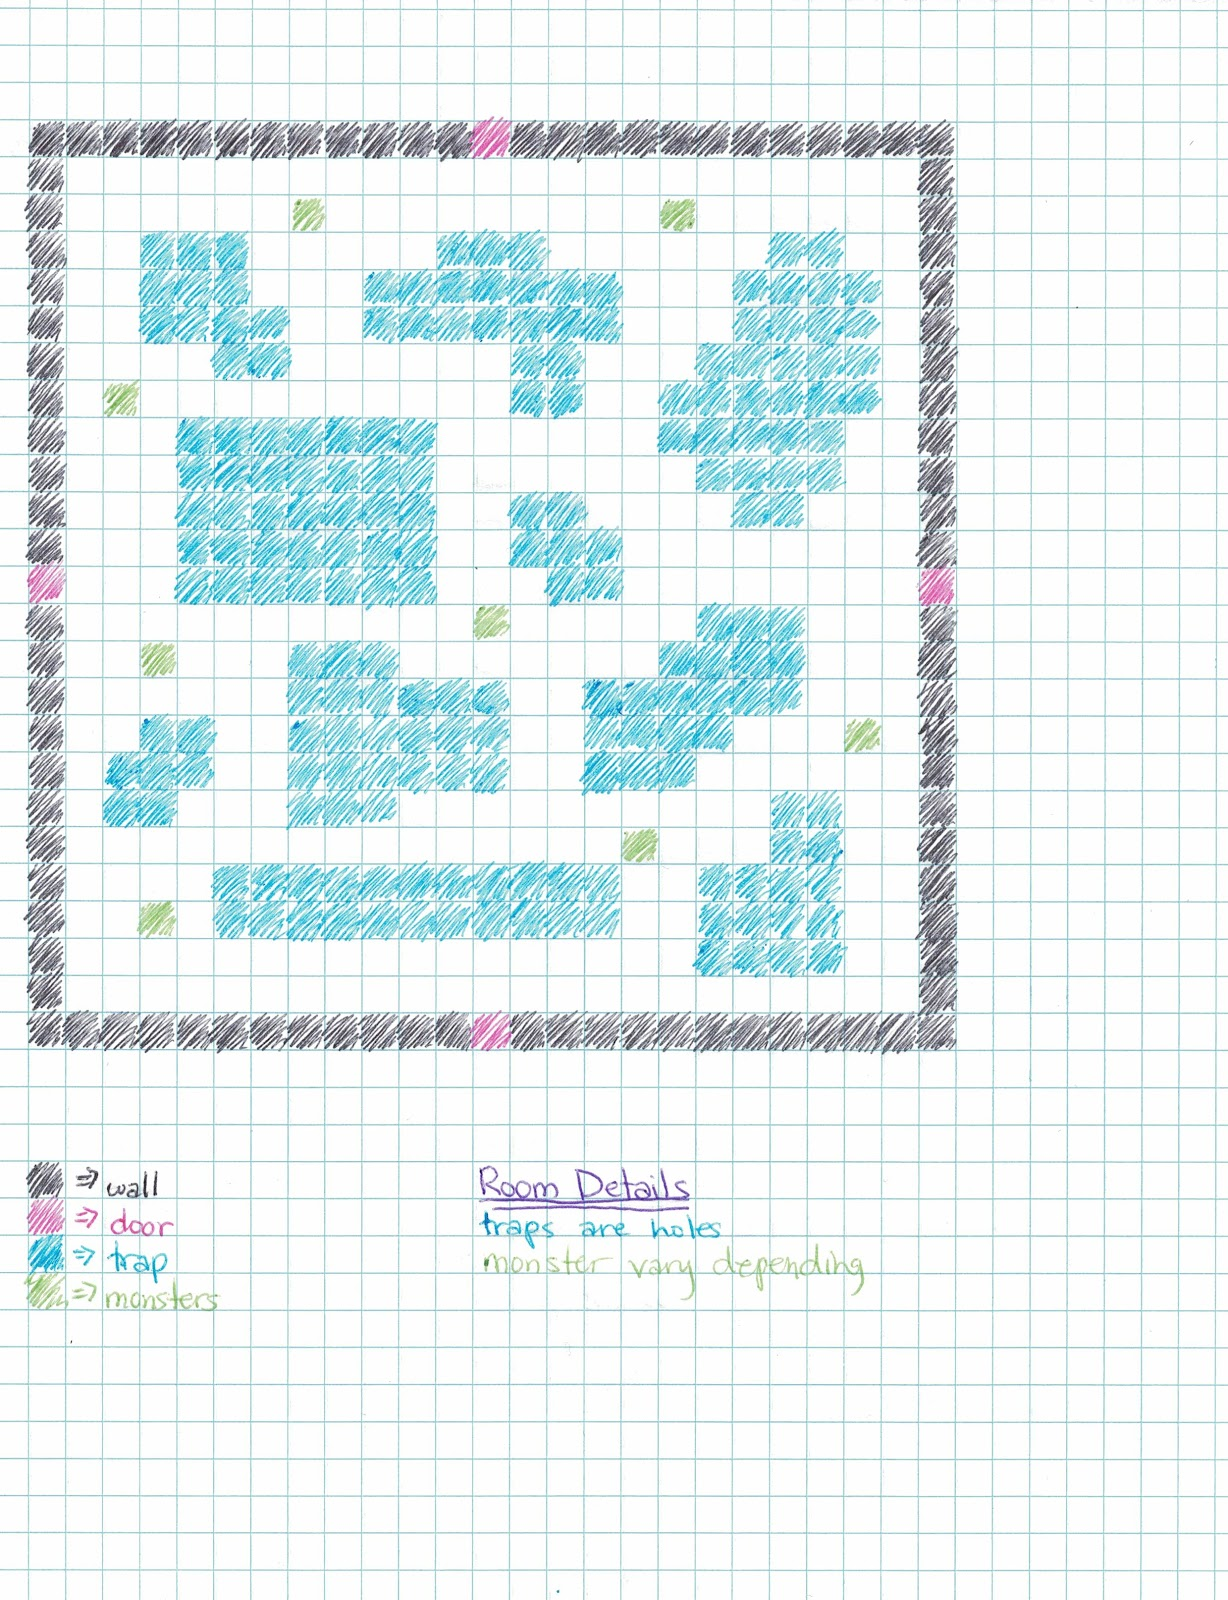 ⇒ wall
⇒ door
⇒ trap
⇒ monsters
Room Details
traps are holes
monster vary depending